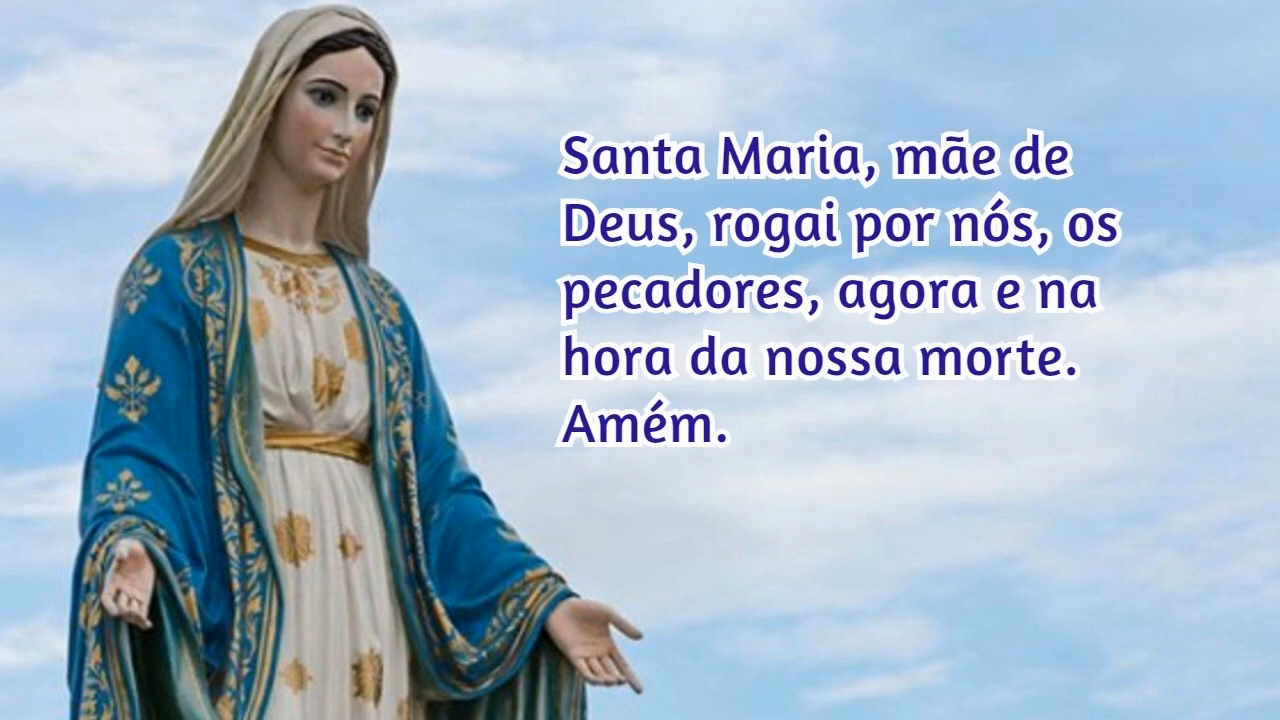 Santa Maria, mãe de
Deus, rogai por nós, os
pecadores, agora e na
hora da nossa morte.
Amém.